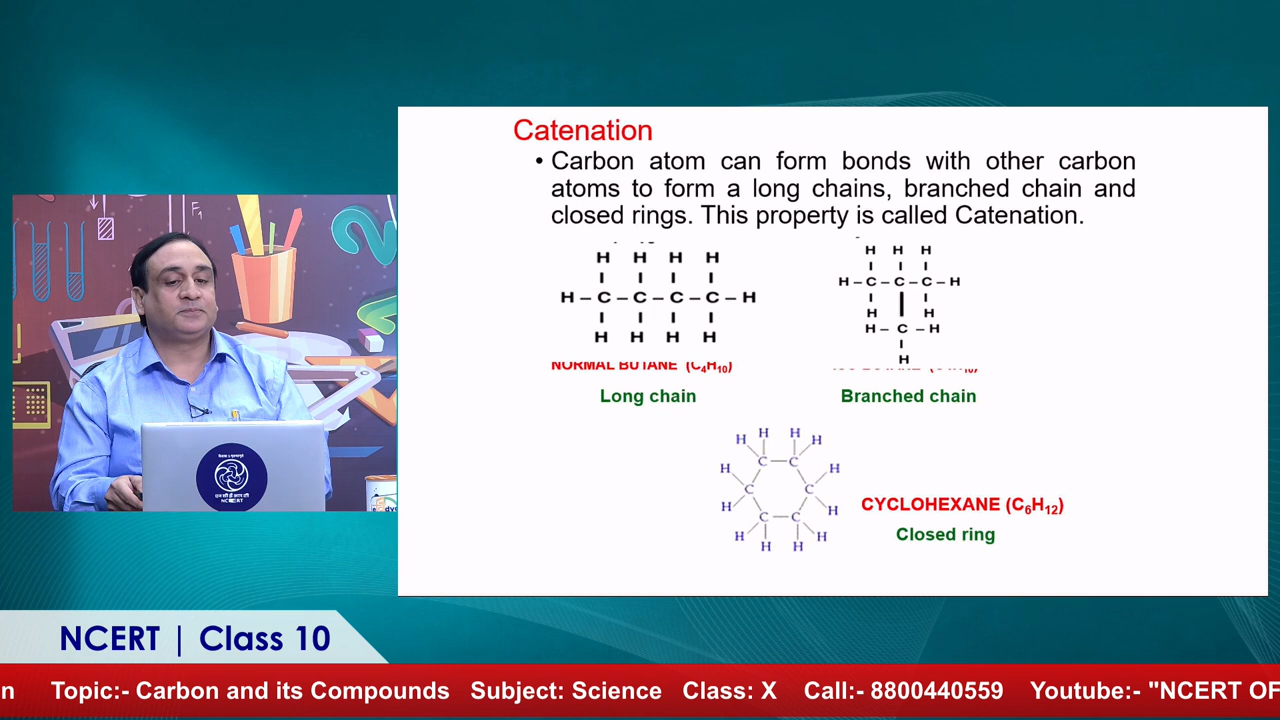 Catenation
• Carbon atom can form bonds with other carbon
atoms to form a long chains, branched chain and
closed rings. This property is called Catenation.
H H H H
H – C – C – C – C – H
H H H H
NORMAL BUTANE (C₄H₁₀)
Long chain
H H H
H – C – C – C – H
H H
H – C – H
H
Branched chain
H H H H
C C
H H
C C
H H
C C
H H H H
CYCLOHEXANE (C₆H₁₂)
Closed ring
F₁
NCERT
NCERT | Class 10
n Topic:- Carbon and its Compounds Subject: Science Class: X Call:- 8800440559 Youtube:- "NCERT OF